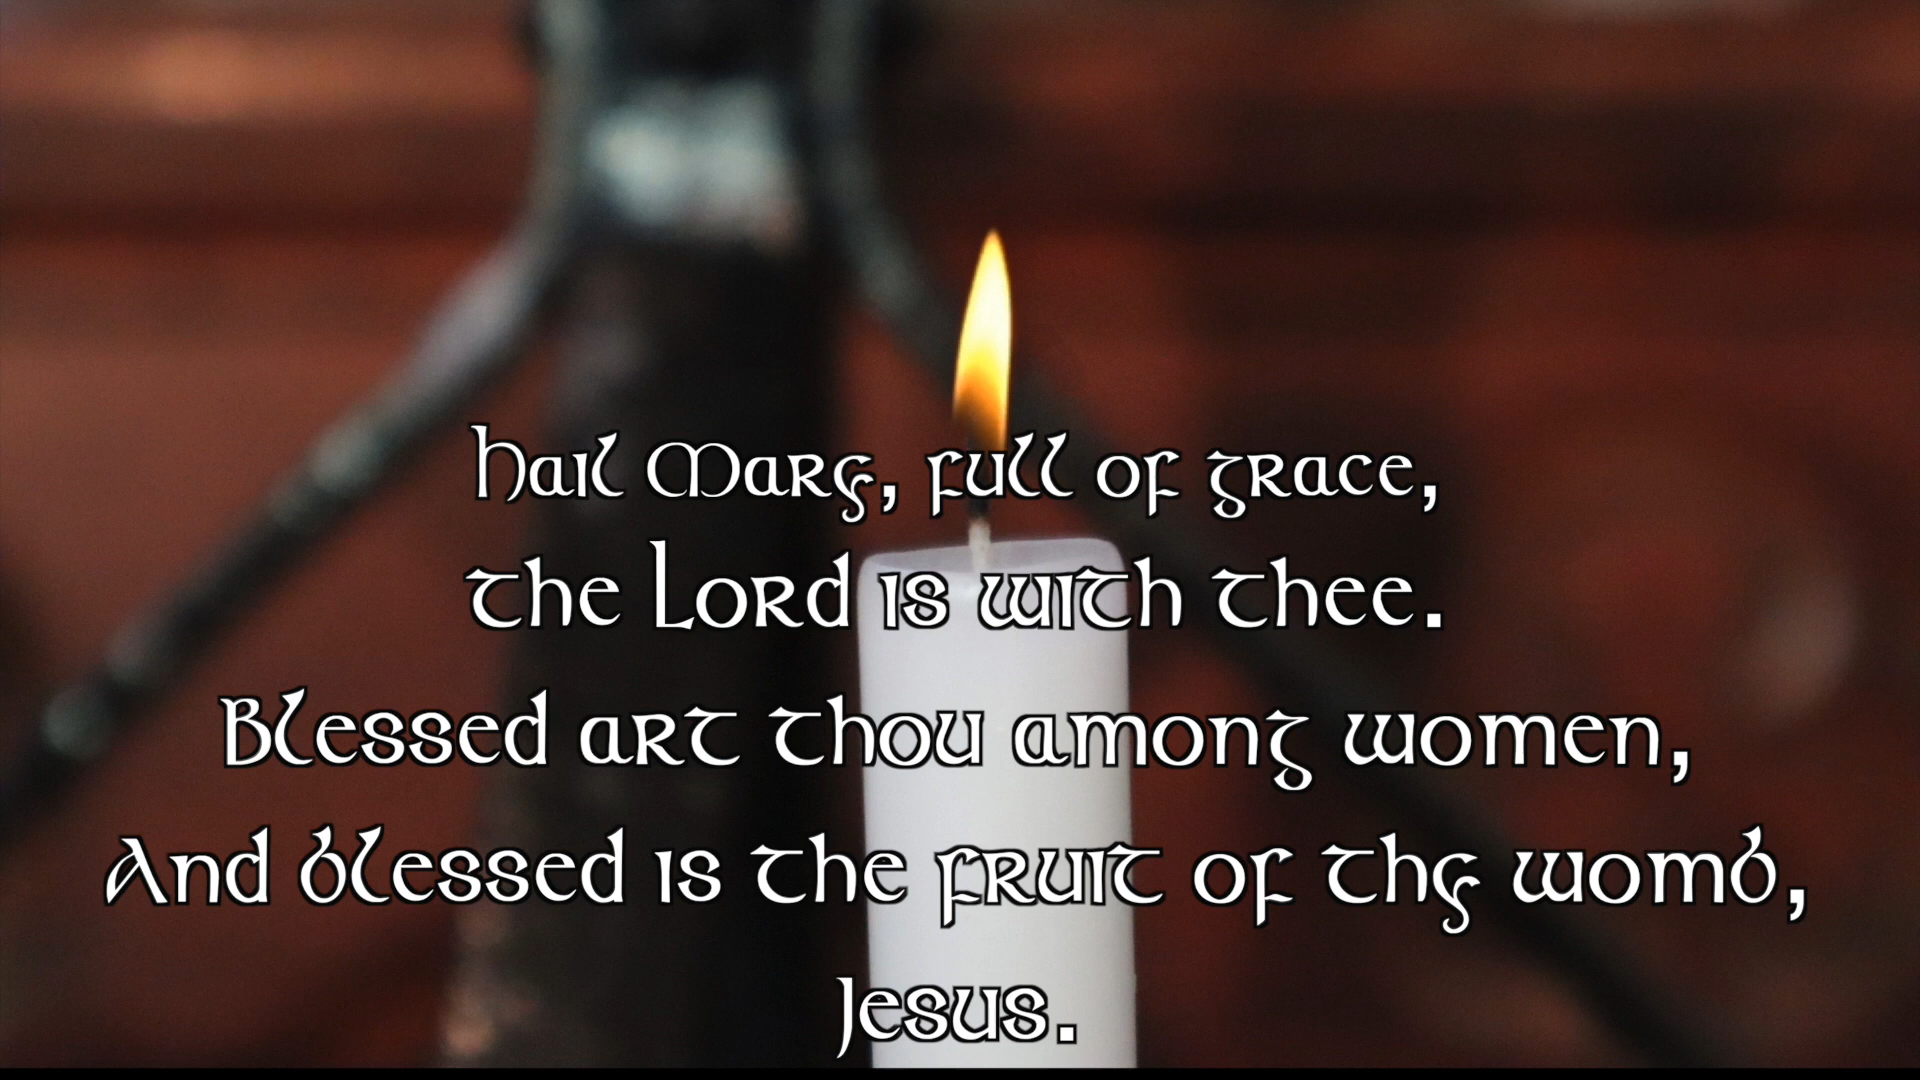 Hail Mary, full of grace,
the Lord is with thee.
Blessed art thou among women,
And blessed is the fruit of thy womb,
Jesus.